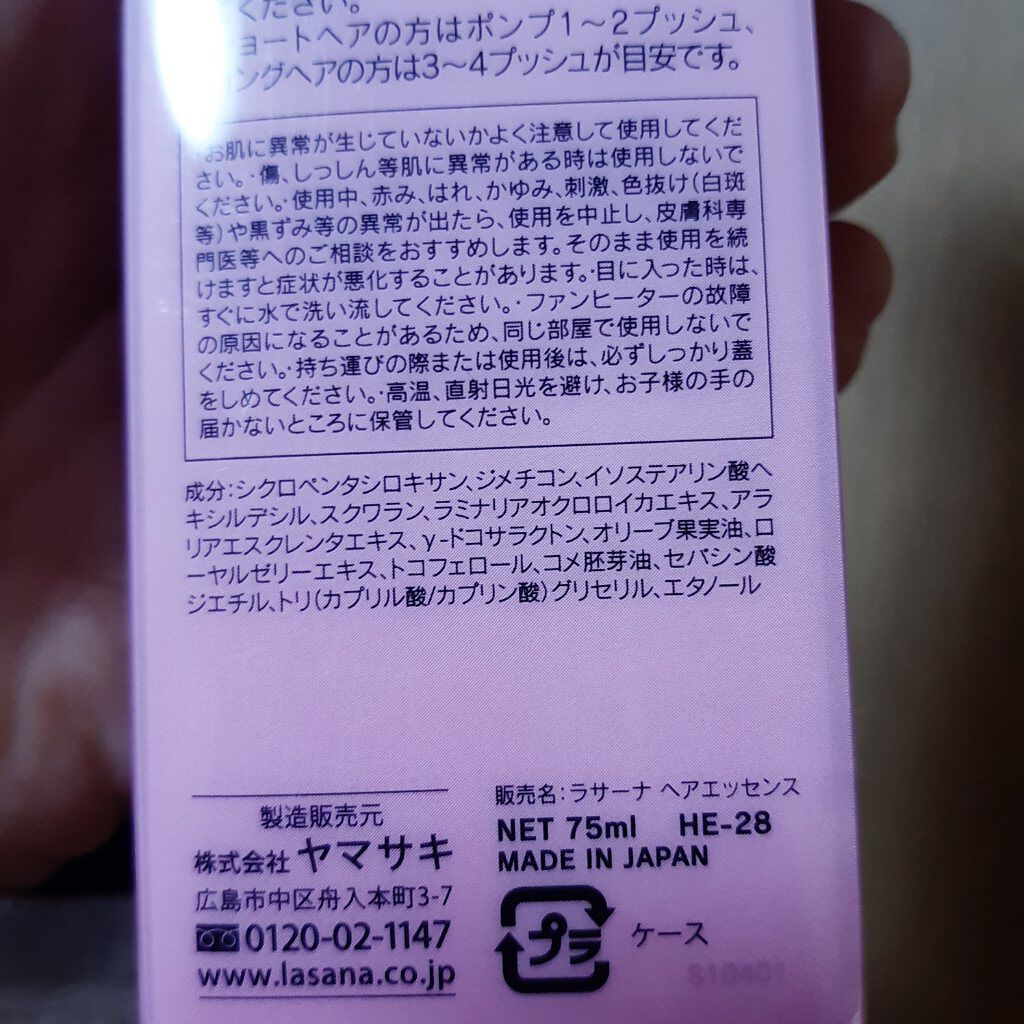 ください。
ョートヘアの方はポンプ1〜2プッシュ、
ングヘアの方は3〜4プッシュが目安です。
・お肌に異常が生じていないかよく注意して使用してくだ
さい。・傷、しっしん等肌に異常がある時は使用しないで
ください。・使用中、赤み、はれ、かゆみ、刺激、色抜け(白斑
等)や黒ずみ等の異常が出たら、使用を中止し、皮膚科専
門医等へのご相談をおすすめします。そのまま使用を続
けますと症状が悪化することがあります。・目に入った時は、
すぐに水で洗い流してください。・ファンヒーターの故障
の原因になることがあるため、同じ部屋で使用しないで
ください。・持ち運びの際または使用後は、必ずしっかり蓋
をしめてください。・高温、直射日光を避け、お子様の手の
届かないところに保管してください。
成分:シクロペンタシロキサン、ジメチコン、イソステアリン酸ヘ
キシルデシル、スクワラン、ラミナリアオクロロイカエキス、アラ
リアエスクレンタエキス、γ-ドコサラクトン、オリーブ果実油、ロ
ーヤルゼリーエキス、トコフェロール、コメ胚芽油、セバシン酸
ジエチル、トリ(カプリル酸/カプリン酸)グリセリル、エタノール
製造販売元
株式会社 ヤマサキ
広島市中区舟入本町3-7
0120-02-1147
www.lasana.co.jp
販売名:ラサーナ ヘアエッセンス
NET 75ml HE-28
MADE IN JAPAN
プラ ケース